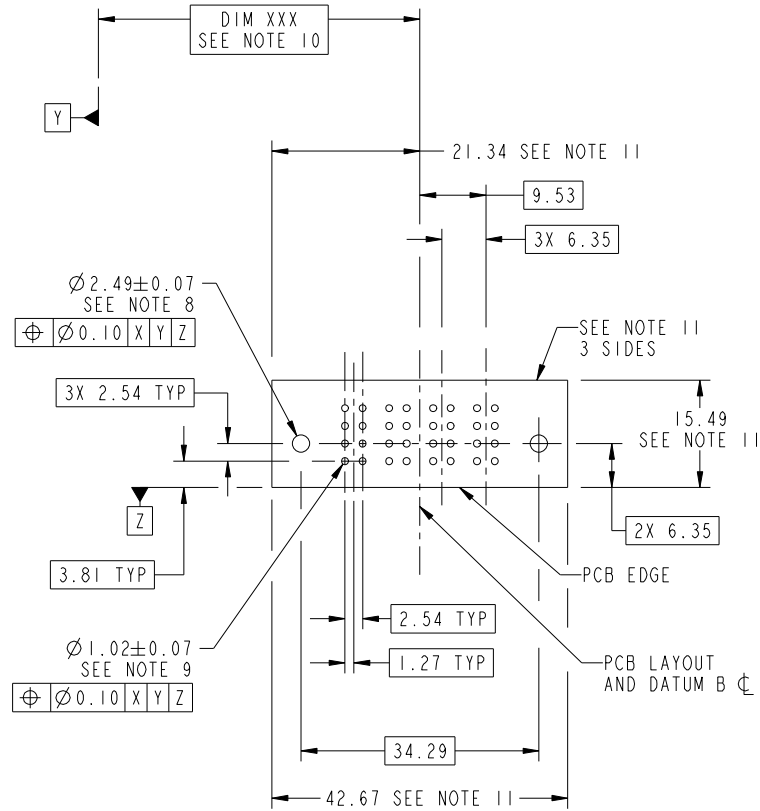 DIM XXX
SEE NOTE 10
Y
21.34 SEE NOTE 11
9.53
3X 6.35
Ø2.49±0.07
SEE NOTE 8
⌖ Ø0.10 X Y Z
SEE NOTE 11
3 SIDES
3X 2.54 TYP
15.49
SEE NOTE 11
Z
2X 6.35
3.81 TYP
PCB EDGE
2.54 TYP
Ø1.02±0.07
SEE NOTE 9
1.27 TYP
PCB LAYOUT
AND DATUM B ℄
⌖ Ø0.10 X Y Z
34.29
42.67 SEE NOTE 11